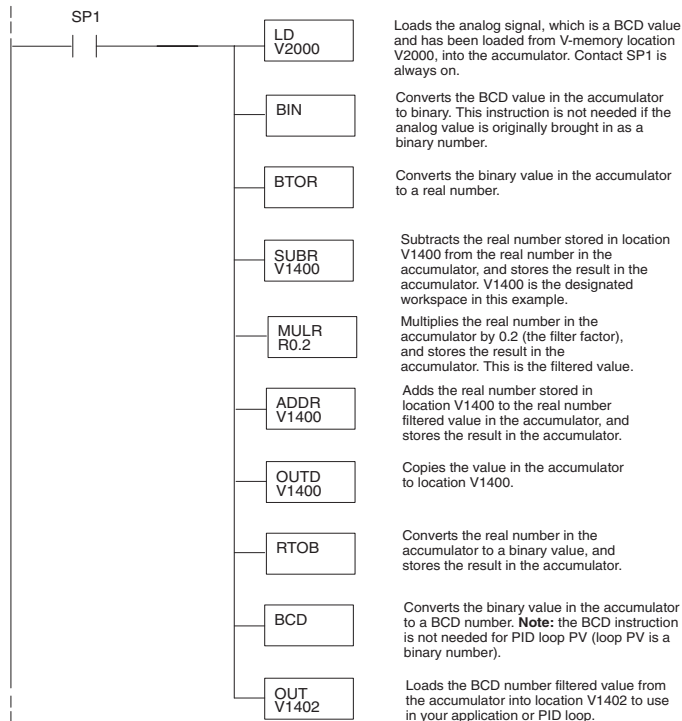 SP1
LD
V2000
Loads the analog signal, which is a BCD value
and has been loaded from V-memory location
V2000, into the accumulator. Contact SP1 is
always on.
BIN
Converts the BCD value in the accumulator
to binary. This instruction is not needed if the
analog value is originally brought in as a
binary number.
BTOR
Converts the binary value in the accumulator
to a real number.
SUBR
V1400
Subtracts the real number stored in location
V1400 from the real number in the
accumulator, and stores the result in the
accumulator. V1400 is the designated
workspace in this example.
MULR
R0.2
Multiplies the real number in the
accumulator by 0.2 (the filter factor),
and stores the result in the
accumulator. This is the filtered value.
ADDR
V1400
Adds the real number stored in
location V1400 to the real number
filtered value in the accumulator, and
stores the result in the accumulator.
OUTD
V1400
Copies the value in the accumulator
to location V1400.
RTOB
Converts the real number in the
accumulator to a binary value, and
stores the result in the accumulator.
BCD
Converts the binary value in the accumulator
to a BCD number. Note: the BCD instruction
is not needed for PID loop PV (loop PV is a
binary number).
OUT
V1402
Loads the BCD number filtered value from
the accumulator into location V1402 to use
in your application or PID loop.